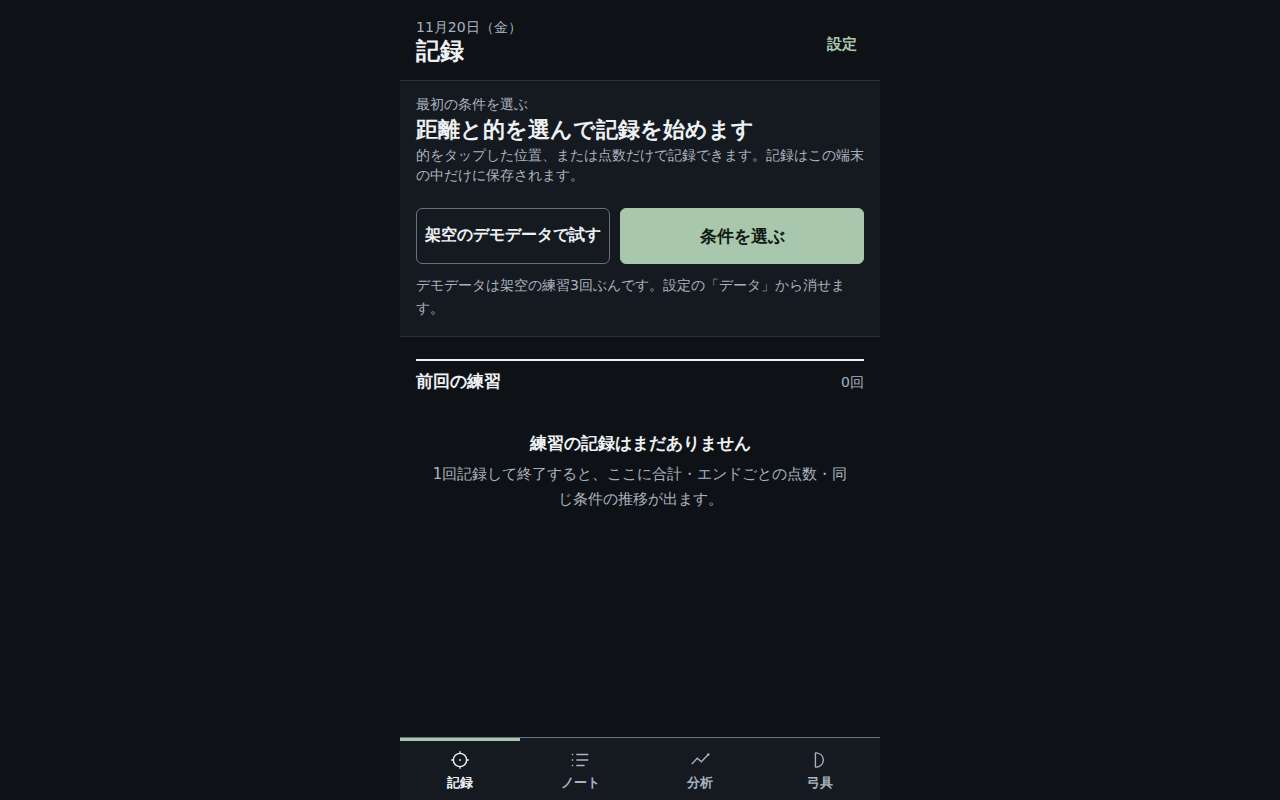 11月20日（金）
記録
設定
最初の条件を選ぶ
距離と的を選んで記録を始めます
的をタップした位置、または点数だけで記録できます。記録はこの端末
の中だけに保存されます。
架空のデモデータで試す
条件を選ぶ
デモデータは架空の練習3回ぶんです。設定の「データ」から消せま
す。
前回の練習
0回
練習の記録はまだありません
1回記録して終了すると、ここに合計・エンドごとの点数・同
じ条件の推移が出ます。
記録
ノート
分析
弓具